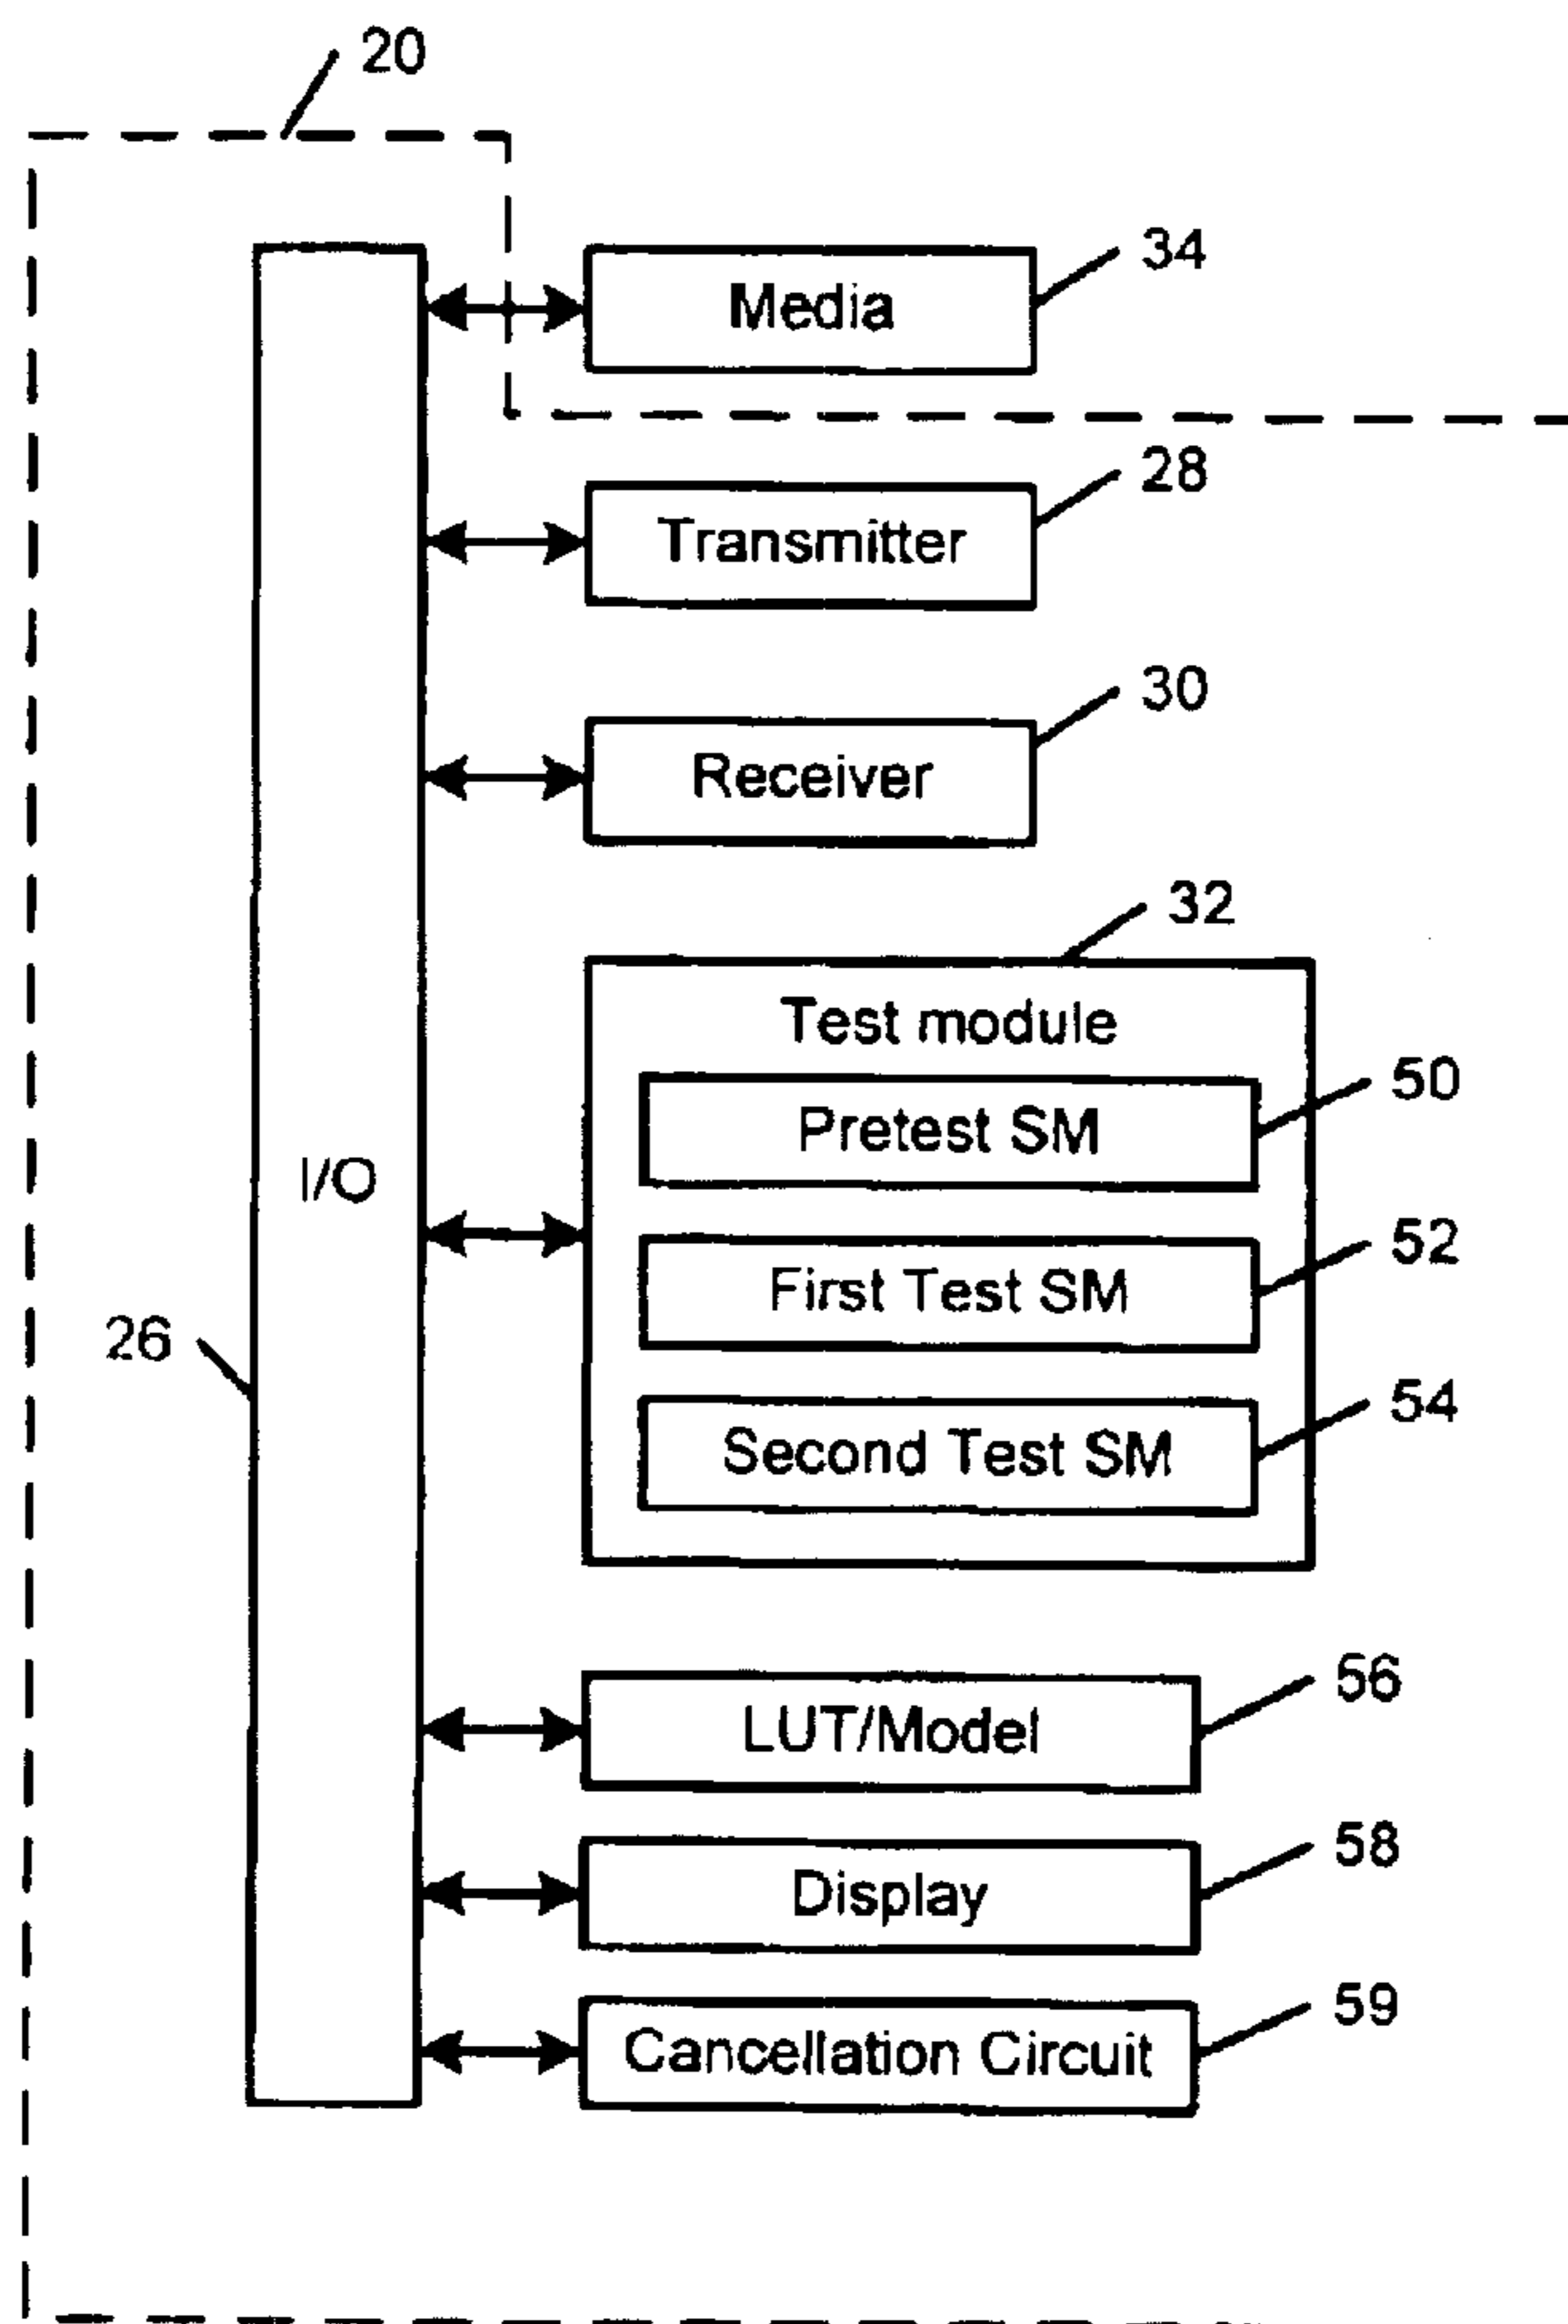 20
34
Media
28
Transmitter
30
Receiver
32
Test module
50
Pretest SM
I/O
52
First Test SM
26
54
Second Test SM
56
LUT/Model
58
Display
59
Cancellation Circuit